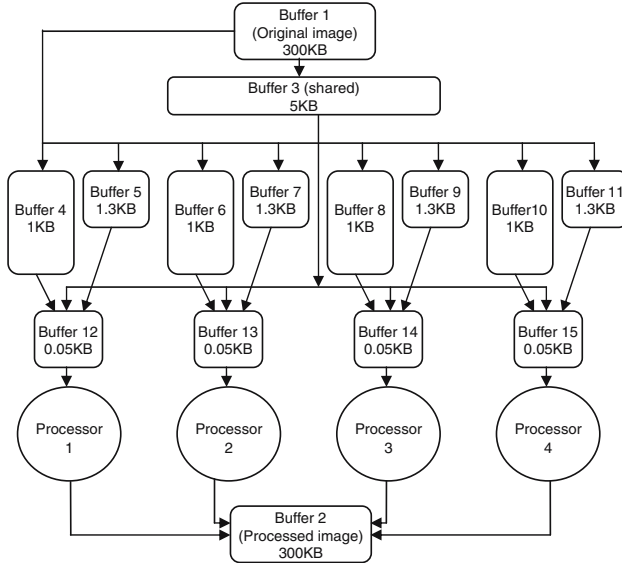 Buffer 1
(Original image)
300KB
Buffer 3 (shared)
5KB
Buffer 4
1KB
Buffer 5
1.3KB
Buffer 6
1KB
Buffer 7
1.3KB
Buffer 8
1KB
Buffer 9
1.3KB
Buffer10
1KB
Buffer 11
1.3KB
Buffer 12
0.05KB
Buffer 13
0.05KB
Buffer 14
0.05KB
Buffer 15
0.05KB
Processor
1
Processor
2
Processor
3
Processor
4
Buffer 2
(Processed image)
300KB